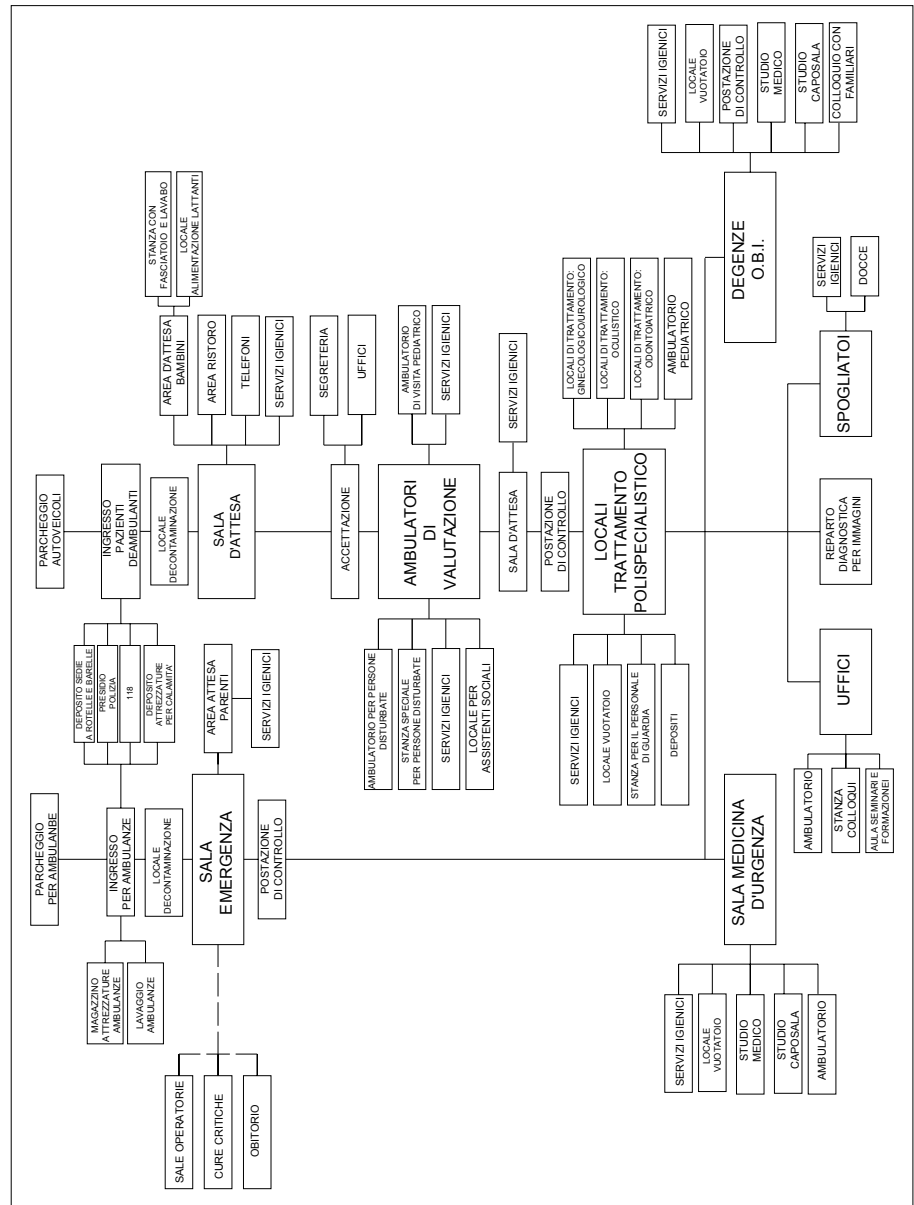 PARCHEGGIO
PER AMBULANBE
MAGAZZINO
ATTREZZATURE
AMBULANZE
LAVAGGIO
AMBULANZE
INGRESSO
PER AMBULANZE
DEPOSITO SEDIE
A ROTELLE E BARELLE
PRESIDIO
POLIZIA
118
DEPOSITO
ATTREZZATURE
PER CALAMITA'
PARCHEGGIO
AUTOVEICOLI
INGRESSO
PAZIENTI
DEAMBULANTI
LOCALE
DECONTAMINAZIONE
LOCALE
DECONTAMINAZIONE
SALE OPERATORIE
CURE CRITICHE
OBITORIO
SALA
EMERGENZA
AREA ATTESA
PARENTI
SERVIZI IGIENICI
POSTAZIONE
DI CONTROLLO
SALA
D'ATTESA
AREA D'ATTESA
BAMBINI
STANZA CON
FASCIATOIO E LAVABO
LOCALE
ALIMENTAZIONE LATTANTI
AREA RISTORO
TELEFONI
SERVIZI IGIENICI
ACCETTAZIONE
SEGRETERIA
UFFICI
AMBULATORIO PER PERSONE
DISTURBATE
STANZA SPECIALE
PER PERSONE DISTURBATE
SERVIZI IGIENICI
LOCALE PER
ASSISTENTI SOCIALI
AMBULATORI
DI
VALUTAZIONE
AMBULATORIO
DI VISITA PEDIATRICO
SERVIZI IGIENICI
SALA D'ATTESA
SERVIZI IGIENICI
POSTAZIONE
DI CONTROLLO
SERVIZI IGIENICI
LOCALE VUOTATOIO
STANZA PER IL PERSONALE
DI GUARDIA
DEPOSITI
LOCALI
TRATTAMENTO
POLISPECIALISTICO
LOCALI DI TRATTAMENTO:
GINECOLOGICO/UROLOGICO
LOCALI DI TRATTAMENTO:
OCULISTICO
LOCALI DI TRATTAMENTO:
ODONTOIATRICO
AMBULATORIO
PEDIATRICO
SERVIZI IGIENICI
LOCALE
VUOTATOIO
STUDIO
MEDICO
STUDIO
CAPOSALA
AMBULATORIO
SALA MEDICINA
D'URGENZA
DEGENZE
O.B.I.
SERVIZI IGIENICI
LOCALE
VUOTATOIO
POSTAZIONE
DI CONTROLLO
STUDIO
MEDICO
STUDIO
CAPOSALA
COLLOQUIO CON
FAMILIARI
AMBULATORIO
STANZA
COLLOQUI
AULA SEMINARI E
FORMAZIONEI
UFFICI
REPARTO
DIAGNOSTICA
PER IMMAGINI
SPOGLIATOI
SERVIZI
IGIENICI
DOCCE